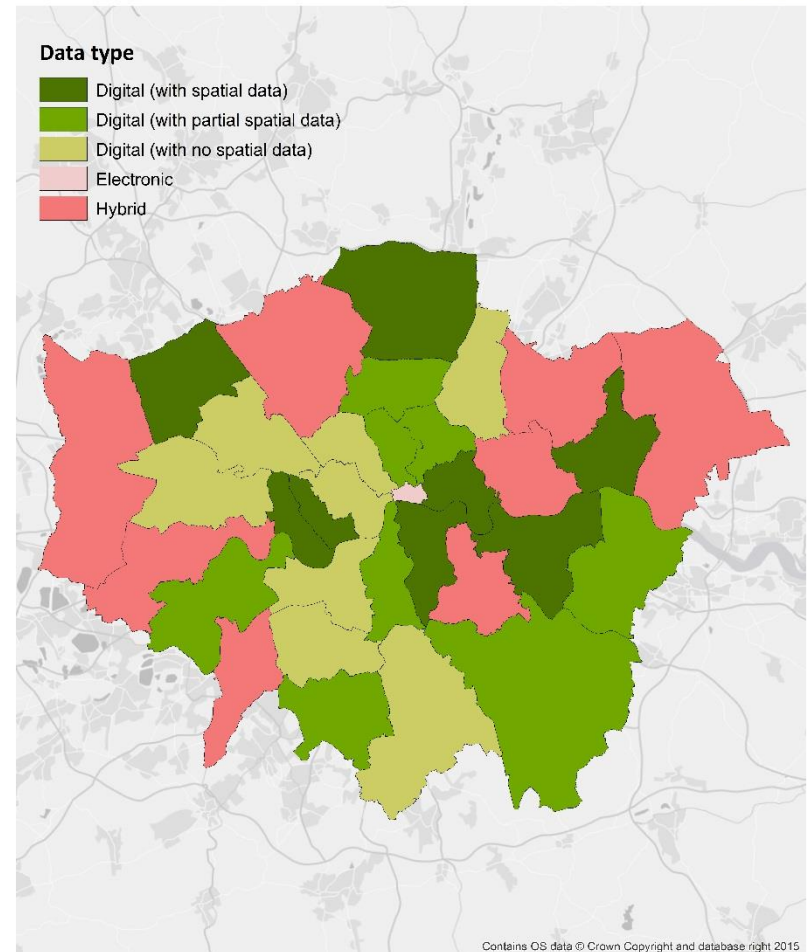 Data type
Digital (with spatial data)
Digital (with partial spatial data)
Digital (with no spatial data)
Electronic
Hybrid
Contains OS data © Crown Copyright and database right 2015